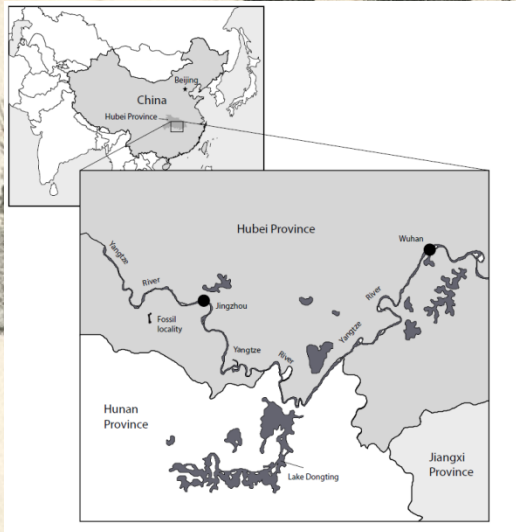 Beijing
China
Hubei Province
Hubei Province
Wuhan
Yangtze
River
Jingzhou
Fossil
locality
Yangtze
River
Yangtze
River
Hunan
Province
Lake Dongting
Jiangxi
Province